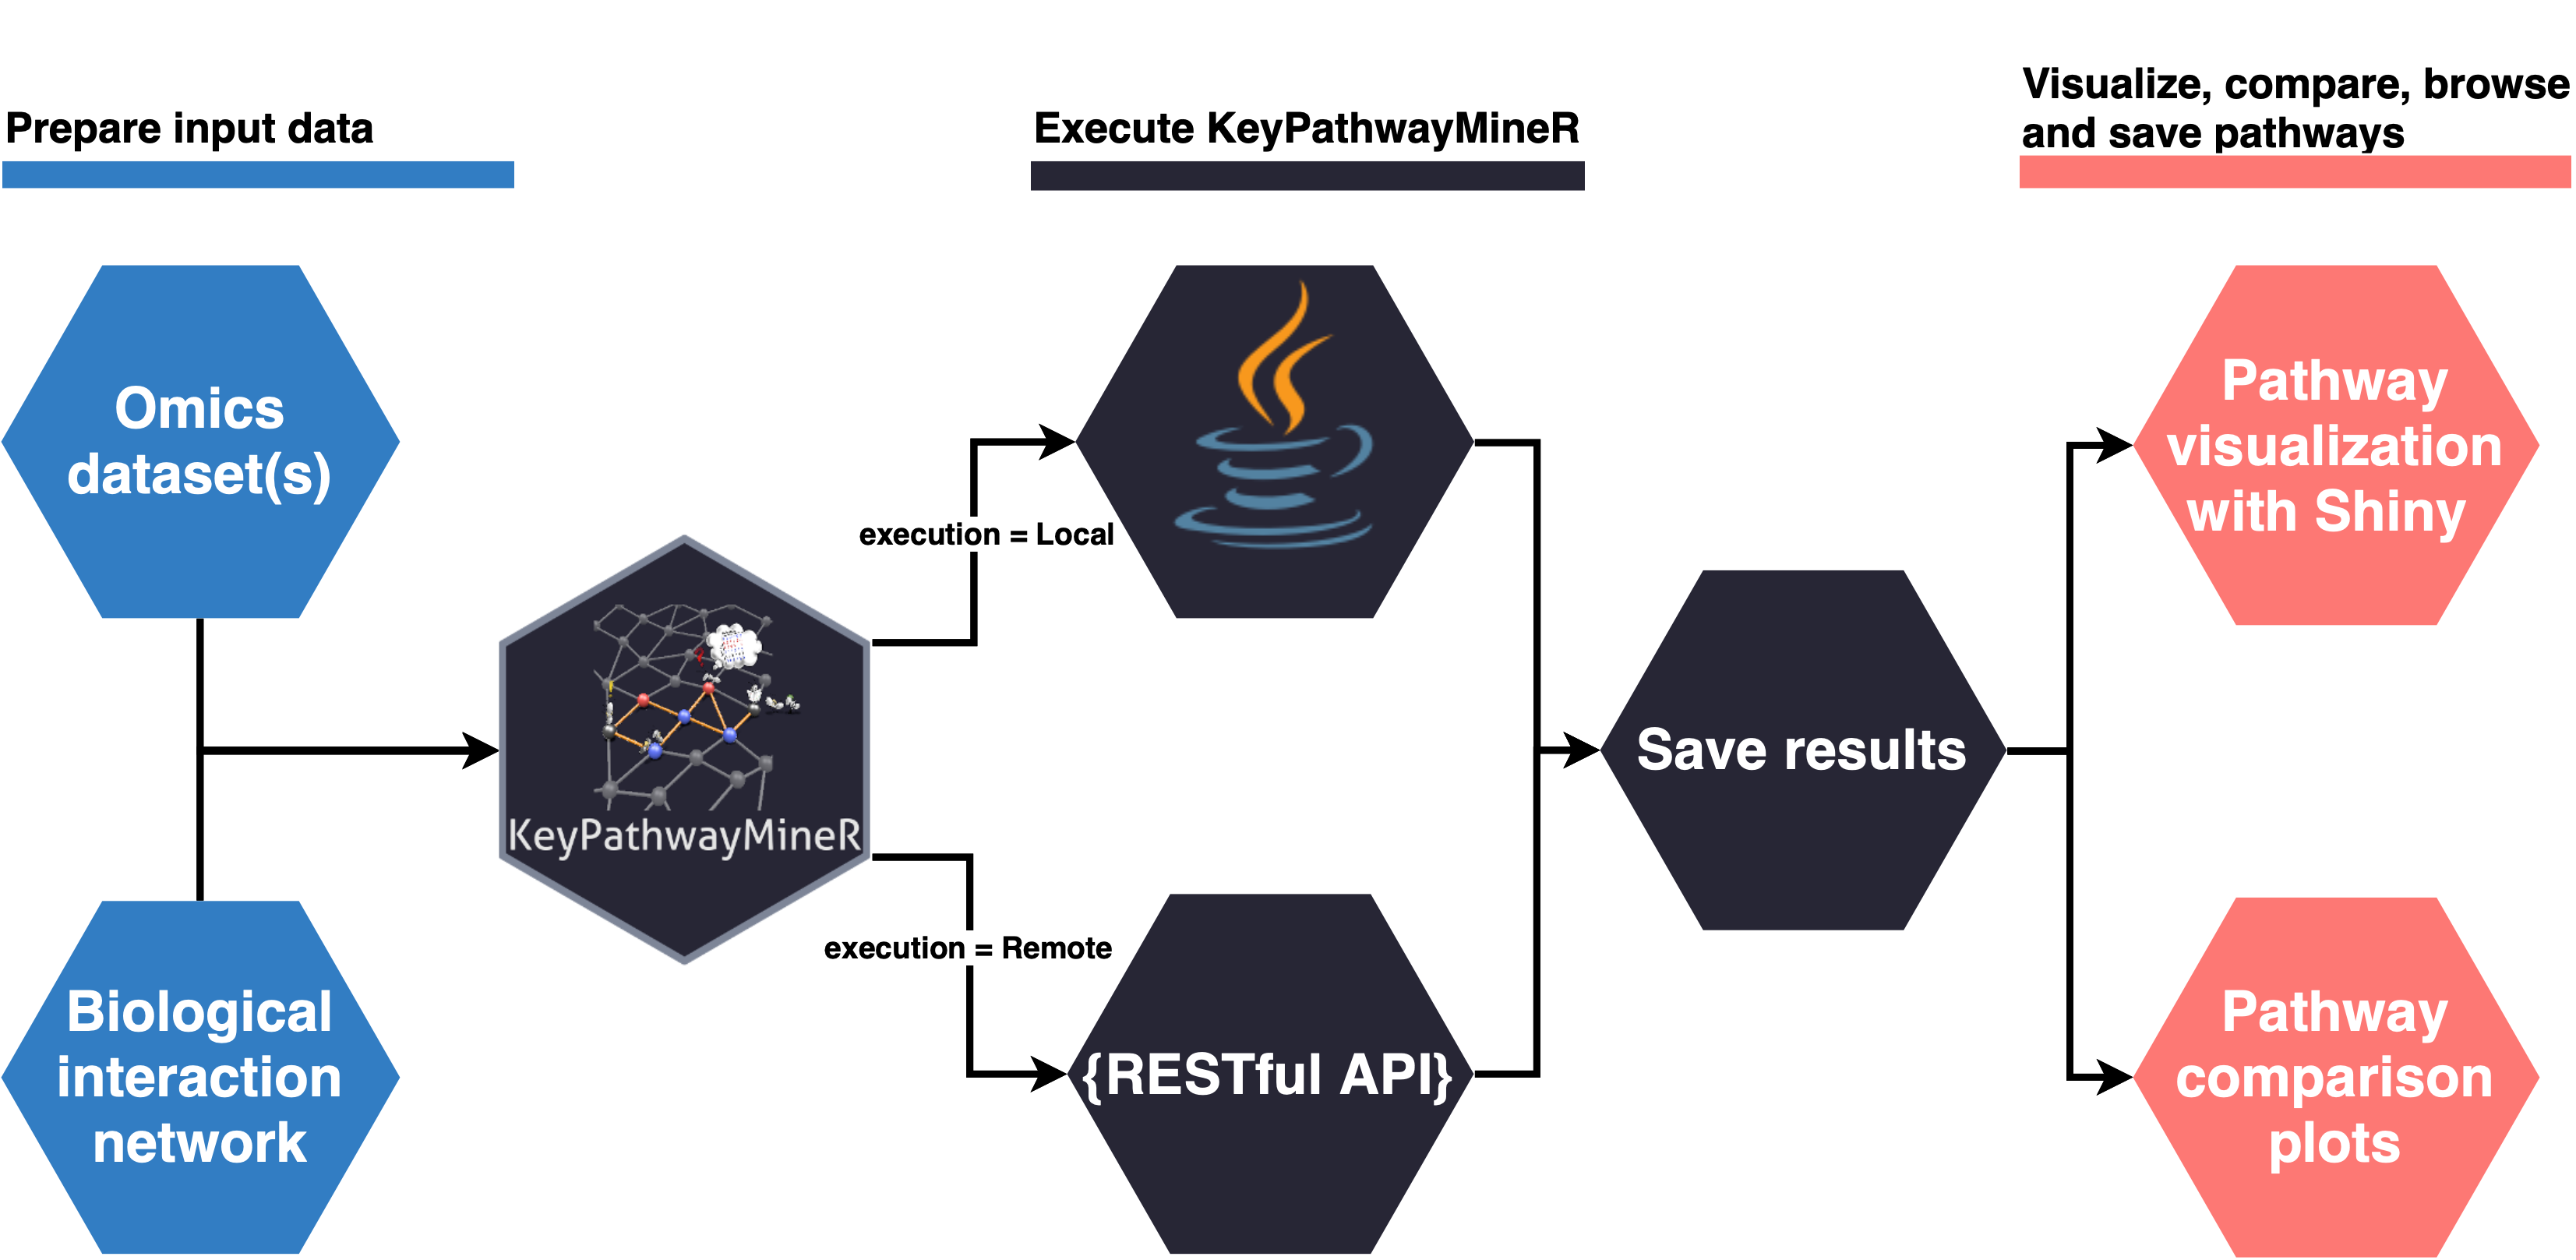 Prepare input data
Execute KeyPathwayMineR
Visualize, compare, browse
and save pathways
Omics
dataset(s)
Biological
interaction
network
KeyPathwayMineR
execution = Local
execution = Remote
{RESTful API}
Save results
Pathway
visualization
with Shiny
Pathway
comparison
plots